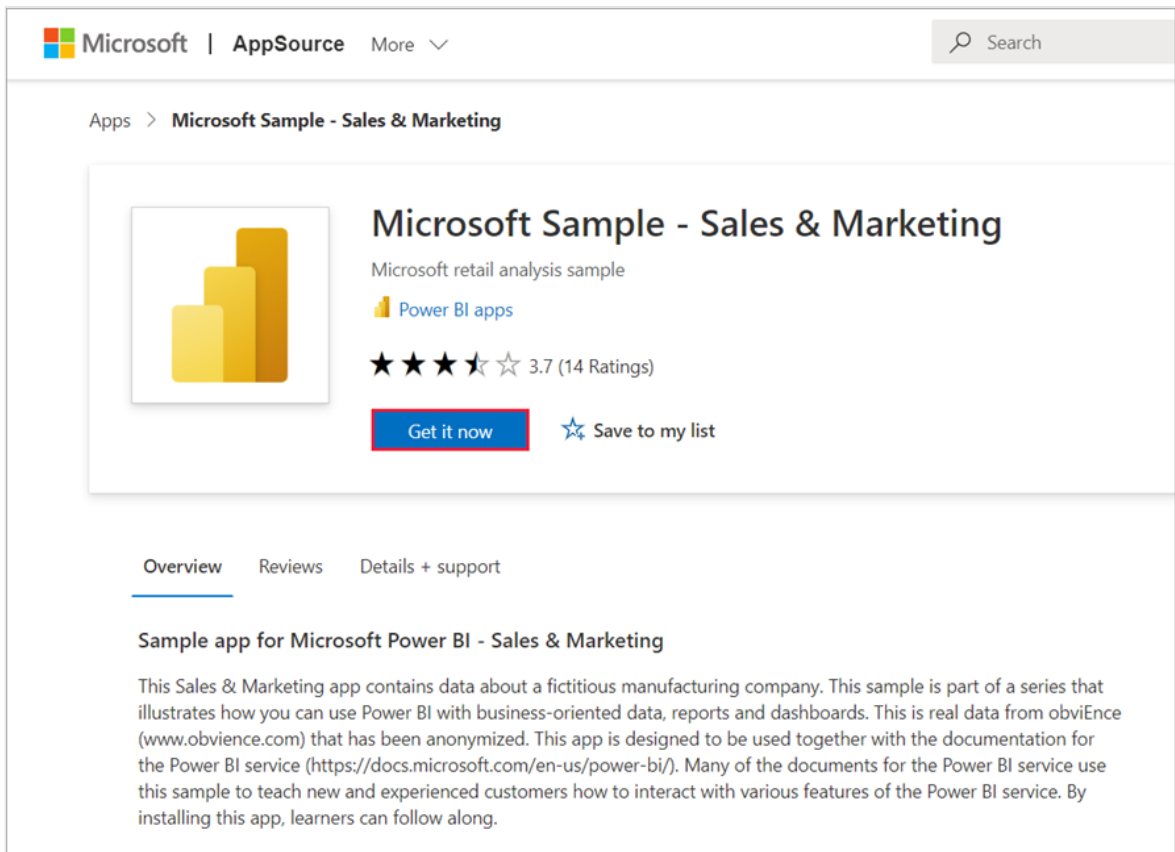 Microsoft | AppSource More Search
Apps > Microsoft Sample - Sales & Marketing
Microsoft Sample - Sales & Marketing
Microsoft retail analysis sample
Power BI apps
3.7 (14 Ratings)
Get it now Save to my list
Overview Reviews Details + support
Sample app for Microsoft Power BI - Sales & Marketing
This Sales & Marketing app contains data about a fictitious manufacturing company. This sample is part of a series that
illustrates how you can use Power BI with business-oriented data, reports and dashboards. This is real data from obviEnce
(www.obvience.com) that has been anonymized. This app is designed to be used together with the documentation for
the Power BI service (https://docs.microsoft.com/en-us/power-bi/). Many of the documents for the Power BI service use
this sample to teach new and experienced customers how to interact with various features of the Power BI service. By
installing this app, learners can follow along.